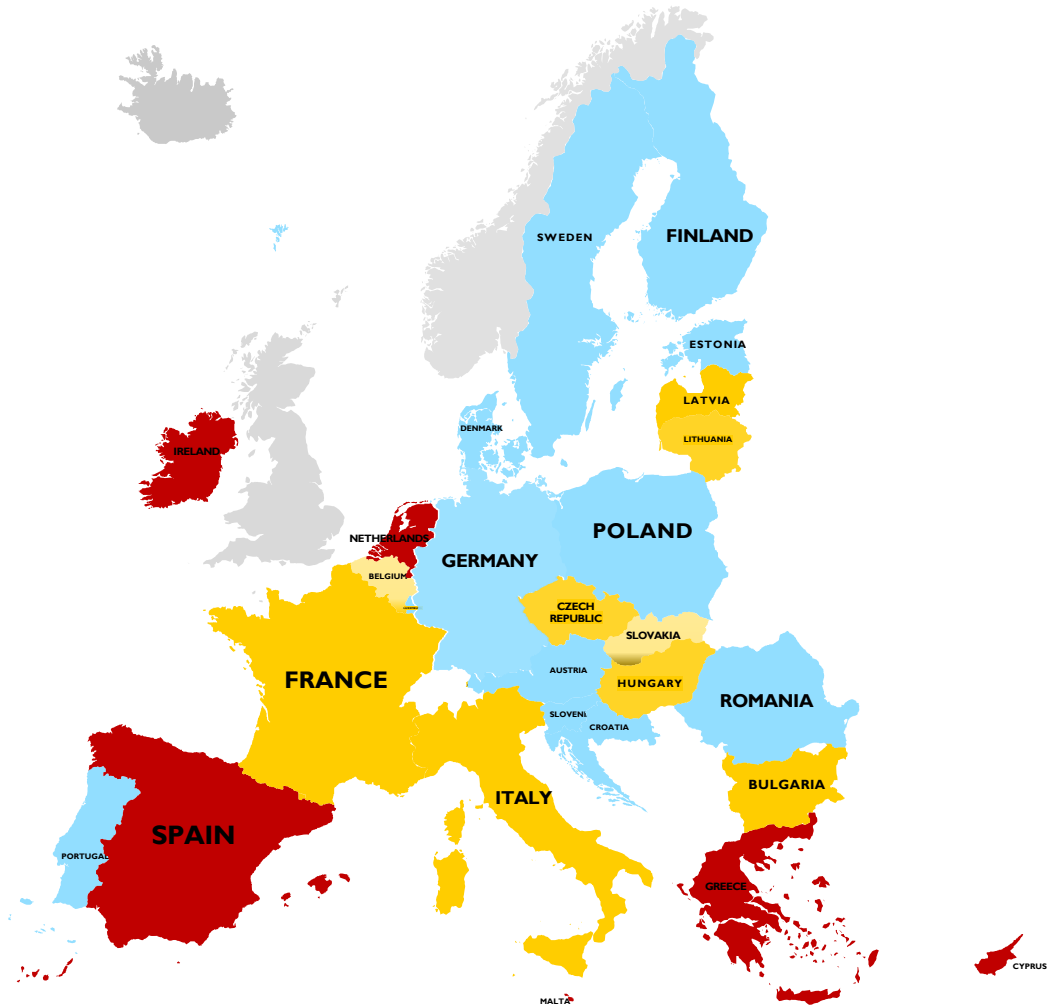 SWEDEN
FINLAND
ESTONIA
LATVIA
LITHUANIA
DENMARK
IRELAND
NETHERLANDS
POLAND
GERMANY
BELGIUM
CZECH
REPUBLIC
SLOVAKIA
AUSTRIA
HUNGARY
FRANCE
ROMANIA
SLOVENI
CROATIA
BULGARIA
ITALY
SPAIN
PORTUGAL
GREECE
CYPRUS
MALTA